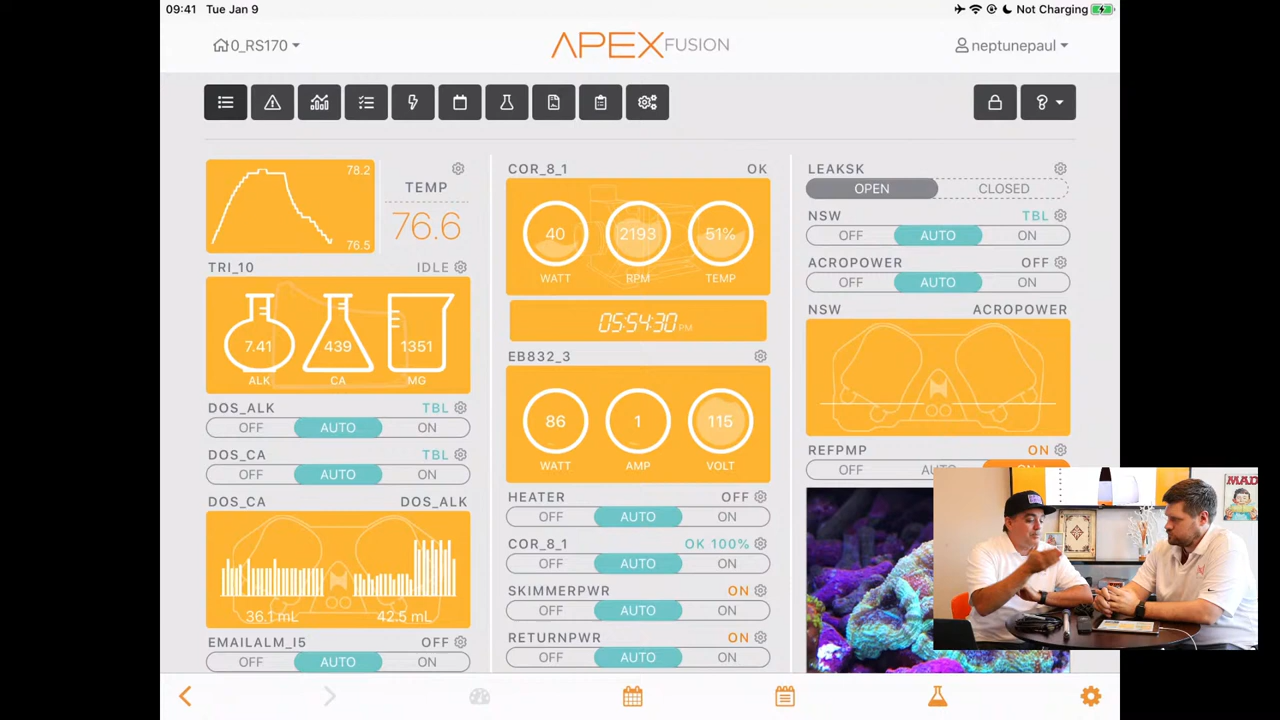 09:41 Tue Jan 9
Not Charging
0_RS170
APEX FUSION
neptunepaul
?
78.2
76.5
TEMP
76.6
TRI_10 IDLE
7.41 439 1351
ALK CA MG
DOS_ALK TBL
OFF AUTO ON
DOS_CA TBL
OFF AUTO ON
DOS_CA DOS_ALK
36.1 mL 42.5 mL
EMAILALM_I5 OFF
OFF AUTO ON
COR_8_1 OK
40 2193 51%
WATT RPM TEMP
05:54:30 PM
EB832_3
86 1 115
WATT AMP VOLT
HEATER OFF
OFF AUTO ON
COR_8_1 OK 100%
OFF AUTO ON
SKIMMERPWR ON
OFF AUTO ON
RETURNPWR ON
OFF AUTO ON
LEAKSK
OPEN CLOSED
NSW TBL
OFF AUTO ON
ACROPOWER OFF
OFF AUTO ON
NSW ACROPOWER
REFPMP ON
OFF AUTO ON
MAD